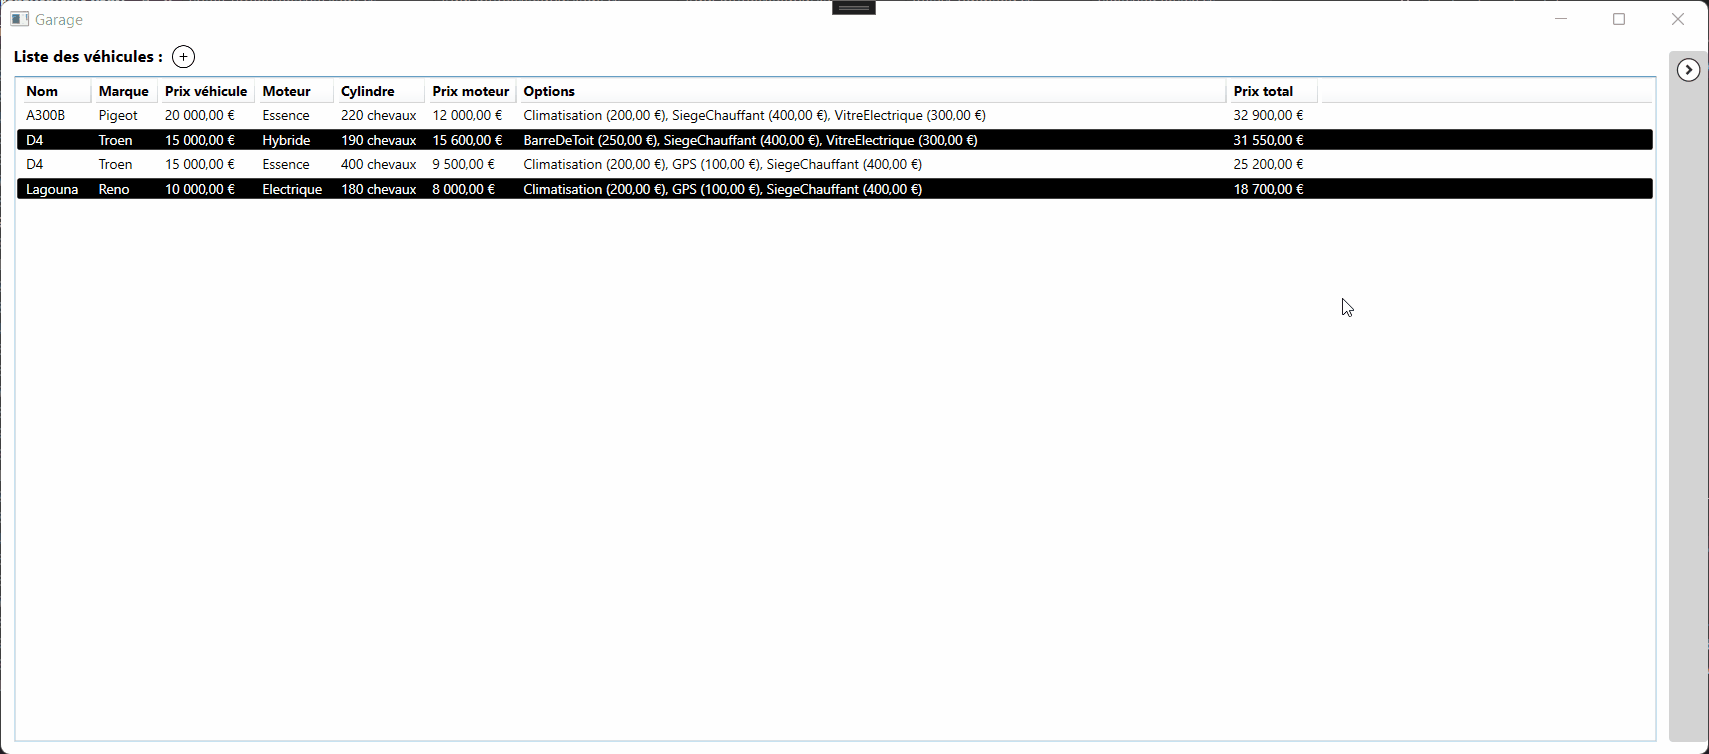 Garage
Liste des véhicules :
Nom Marque Prix véhicule Moteur Cylindre Prix moteur Options Prix total
A300B Pigeot 20 000,00 € Essence 220 chevaux 12 000,00 € Climatisation (200,00 €), SiegeChauffant (400,00 €), VitreElectrique (300,00 €) 32 900,00 €
D4 Troen 15 000,00 € Hybride 190 chevaux 15 600,00 € BarreDeToit (250,00 €), SiegeChauffant (400,00 €), VitreElectrique (300,00 €) 31 550,00 €
D4 Troen 15 000,00 € Essence 400 chevaux 9 500,00 € Climatisation (200,00 €), GPS (100,00 €), SiegeChauffant (400,00 €) 25 200,00 €
Lagouna Reno 10 000,00 € Electrique 180 chevaux 8 000,00 € Climatisation (200,00 €), GPS (100,00 €), SiegeChauffant (400,00 €) 18 700,00 €